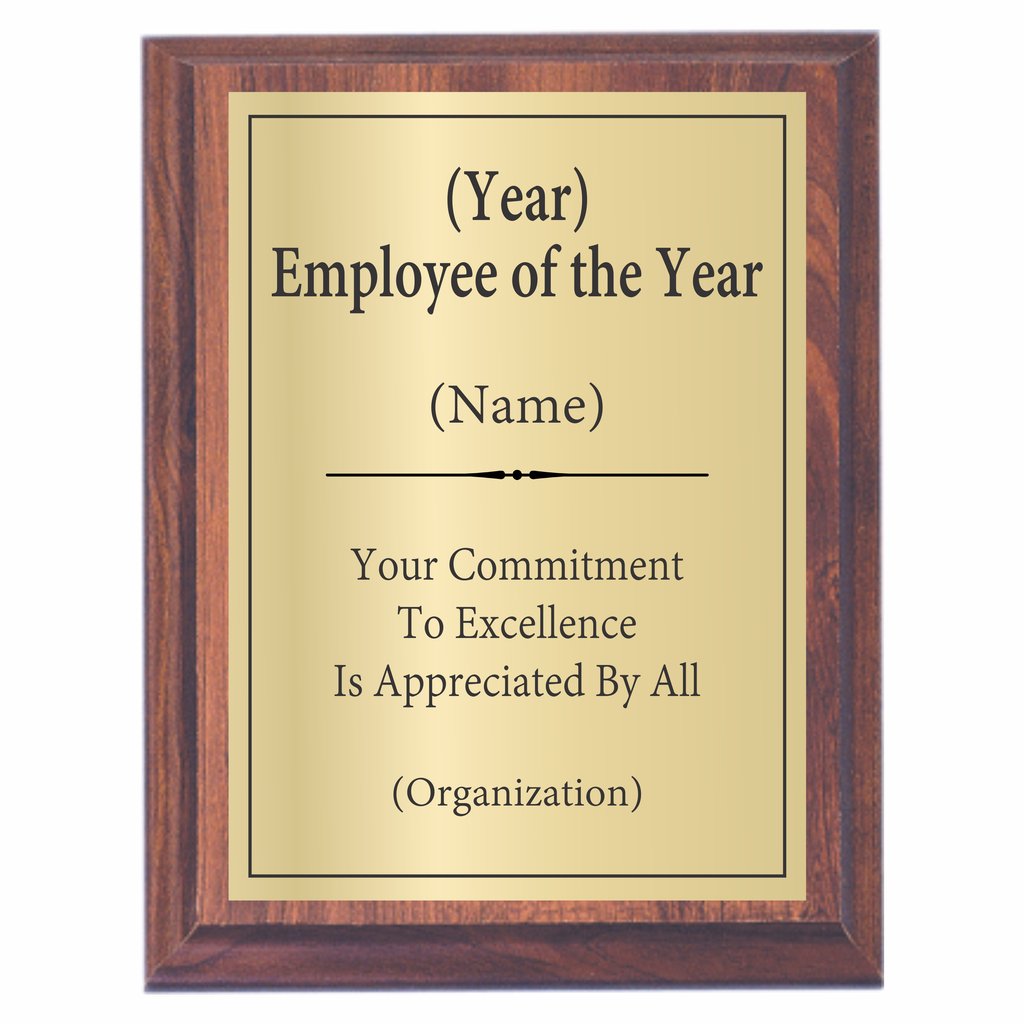 (Year)
Employee of the Year
(Name)
Your Commitment
To Excellence
Is Appreciated By All
(Organization)